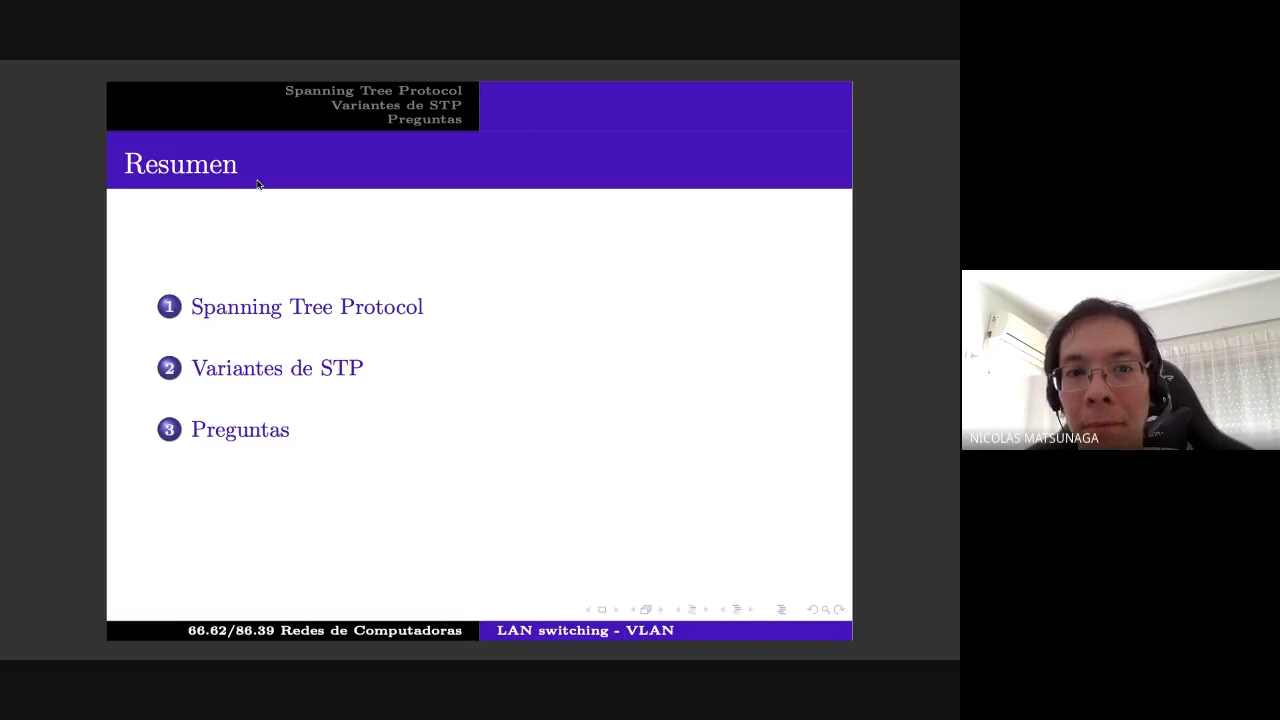 Spanning Tree Protocol
Variantes de STP
Preguntas
Resumen
1 Spanning Tree Protocol
2 Variantes de STP
3 Preguntas
66.62/86.39 Redes de Computadoras
LAN switching - VLAN
NICOLAS MATSUNAGA